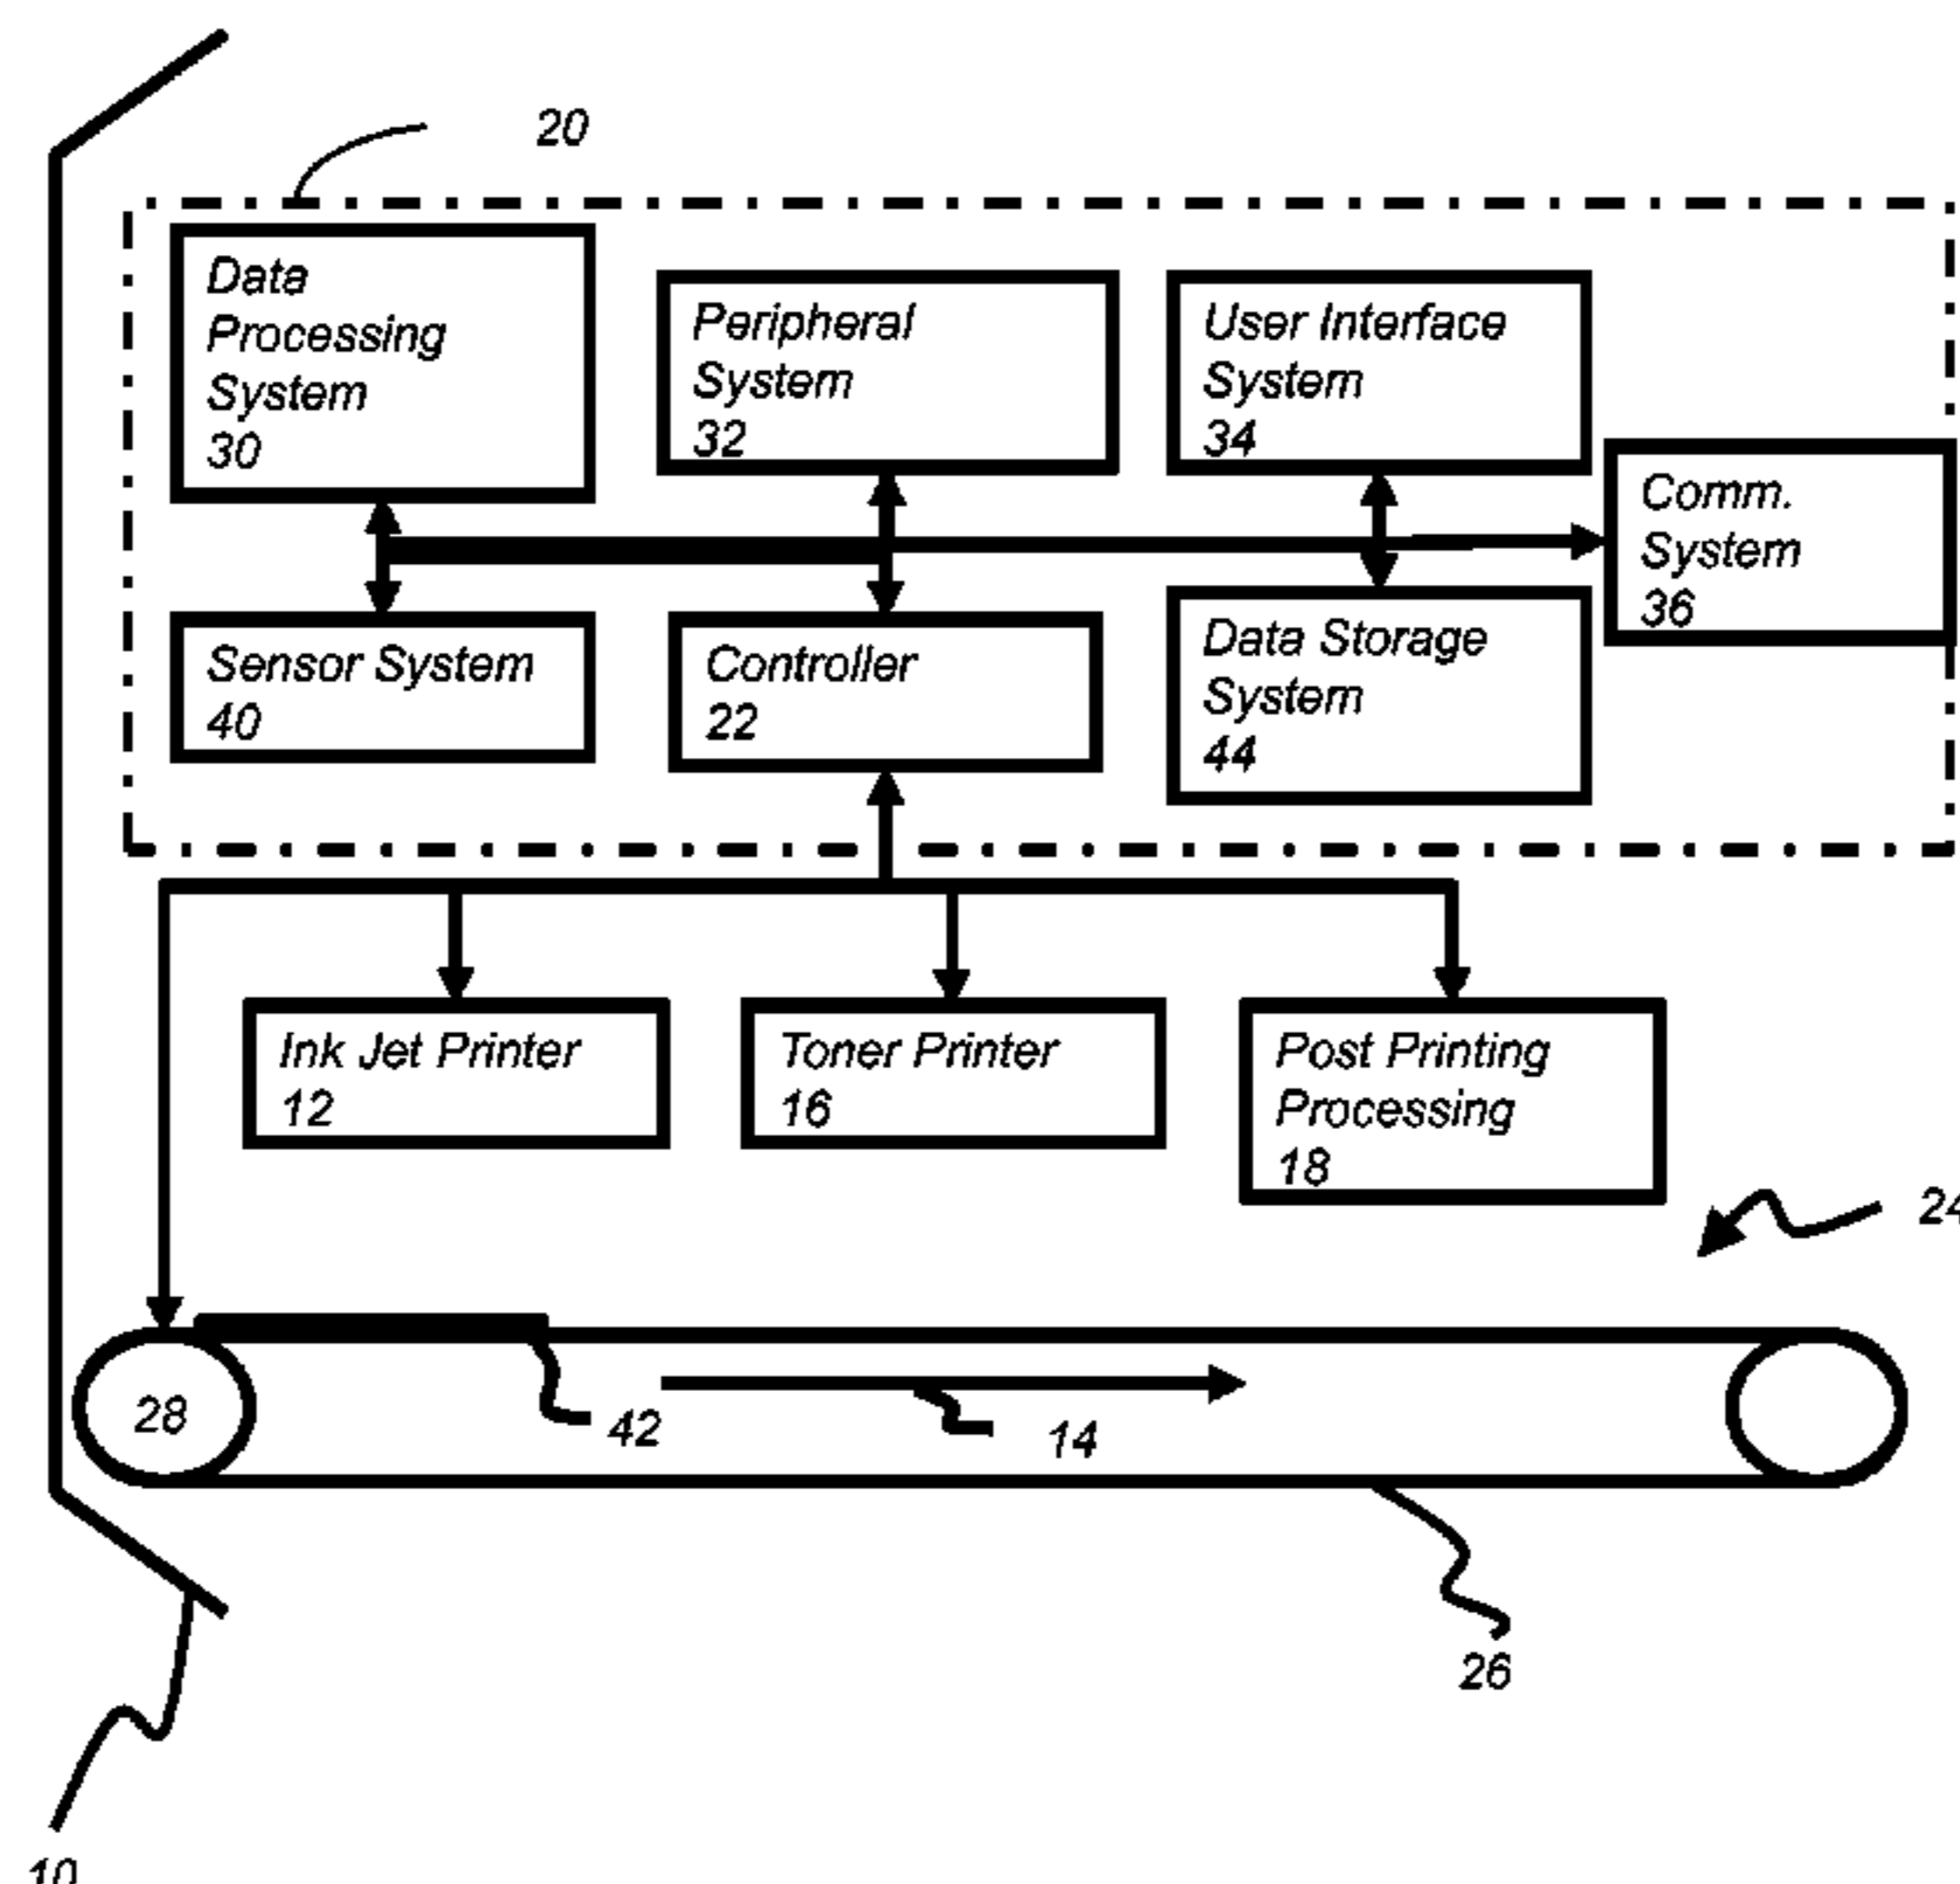 20
Data
Processing
System
30
Peripheral
System
32
User Interface
System
34
Comm.
System
36
Sensor System
40
Controller
22
Data Storage
System
44
Ink Jet Printer
12
Toner Printer
16
Post Printing
Processing
18
24
28
42
14
26
10